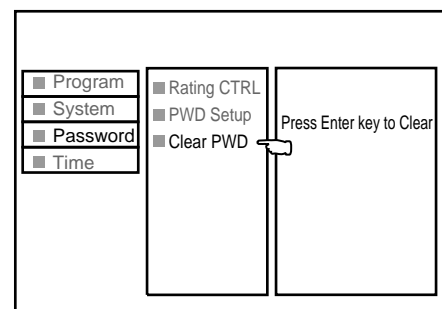 Program
System
Password
Time
Rating CTRL
PWD Setup
Clear PWD
Press Enter key to Clear